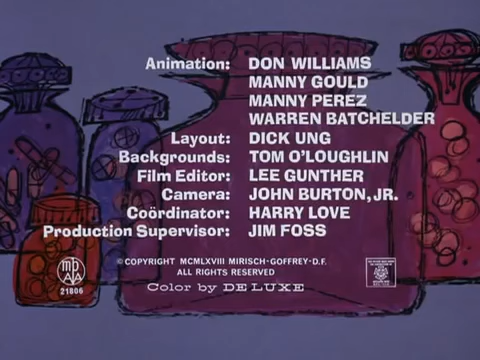 Animation: DON WILLIAMS
MANNY GOULD
MANNY PEREZ
WARREN BATCHELDER
Layout: DICK UNG
Backgrounds: TOM O'LOUGHLIN
Film Editor: LEE GUNTHER
Camera: JOHN BURTON, JR.
Coördinator: HARRY LOVE
Production Supervisor: JIM FOSS
© COPYRIGHT MCMLXVIII MIRISCH-GOFFREY-D.F.
ALL RIGHTS RESERVED
Color by DE LUXE
21806